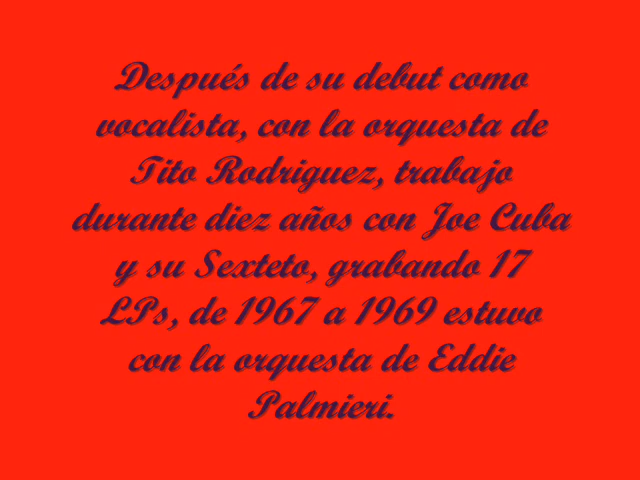 Después de su debut como
vocalista, con la orquesta de
Tito Rodriguez, trabajo
durante diez años con Joe Cuba
y su Sexteto, grabando 17
LPs, de 1967 a 1969 estuvo
con la orquesta de Eddie
Palmieri.